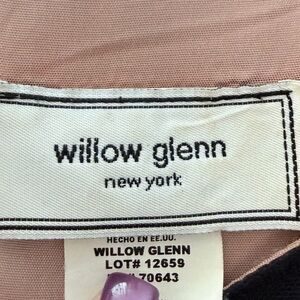 willow glenn
new york
HECHO EN EE.UU.
WILLOW GLENN
LOT# 12659
70643